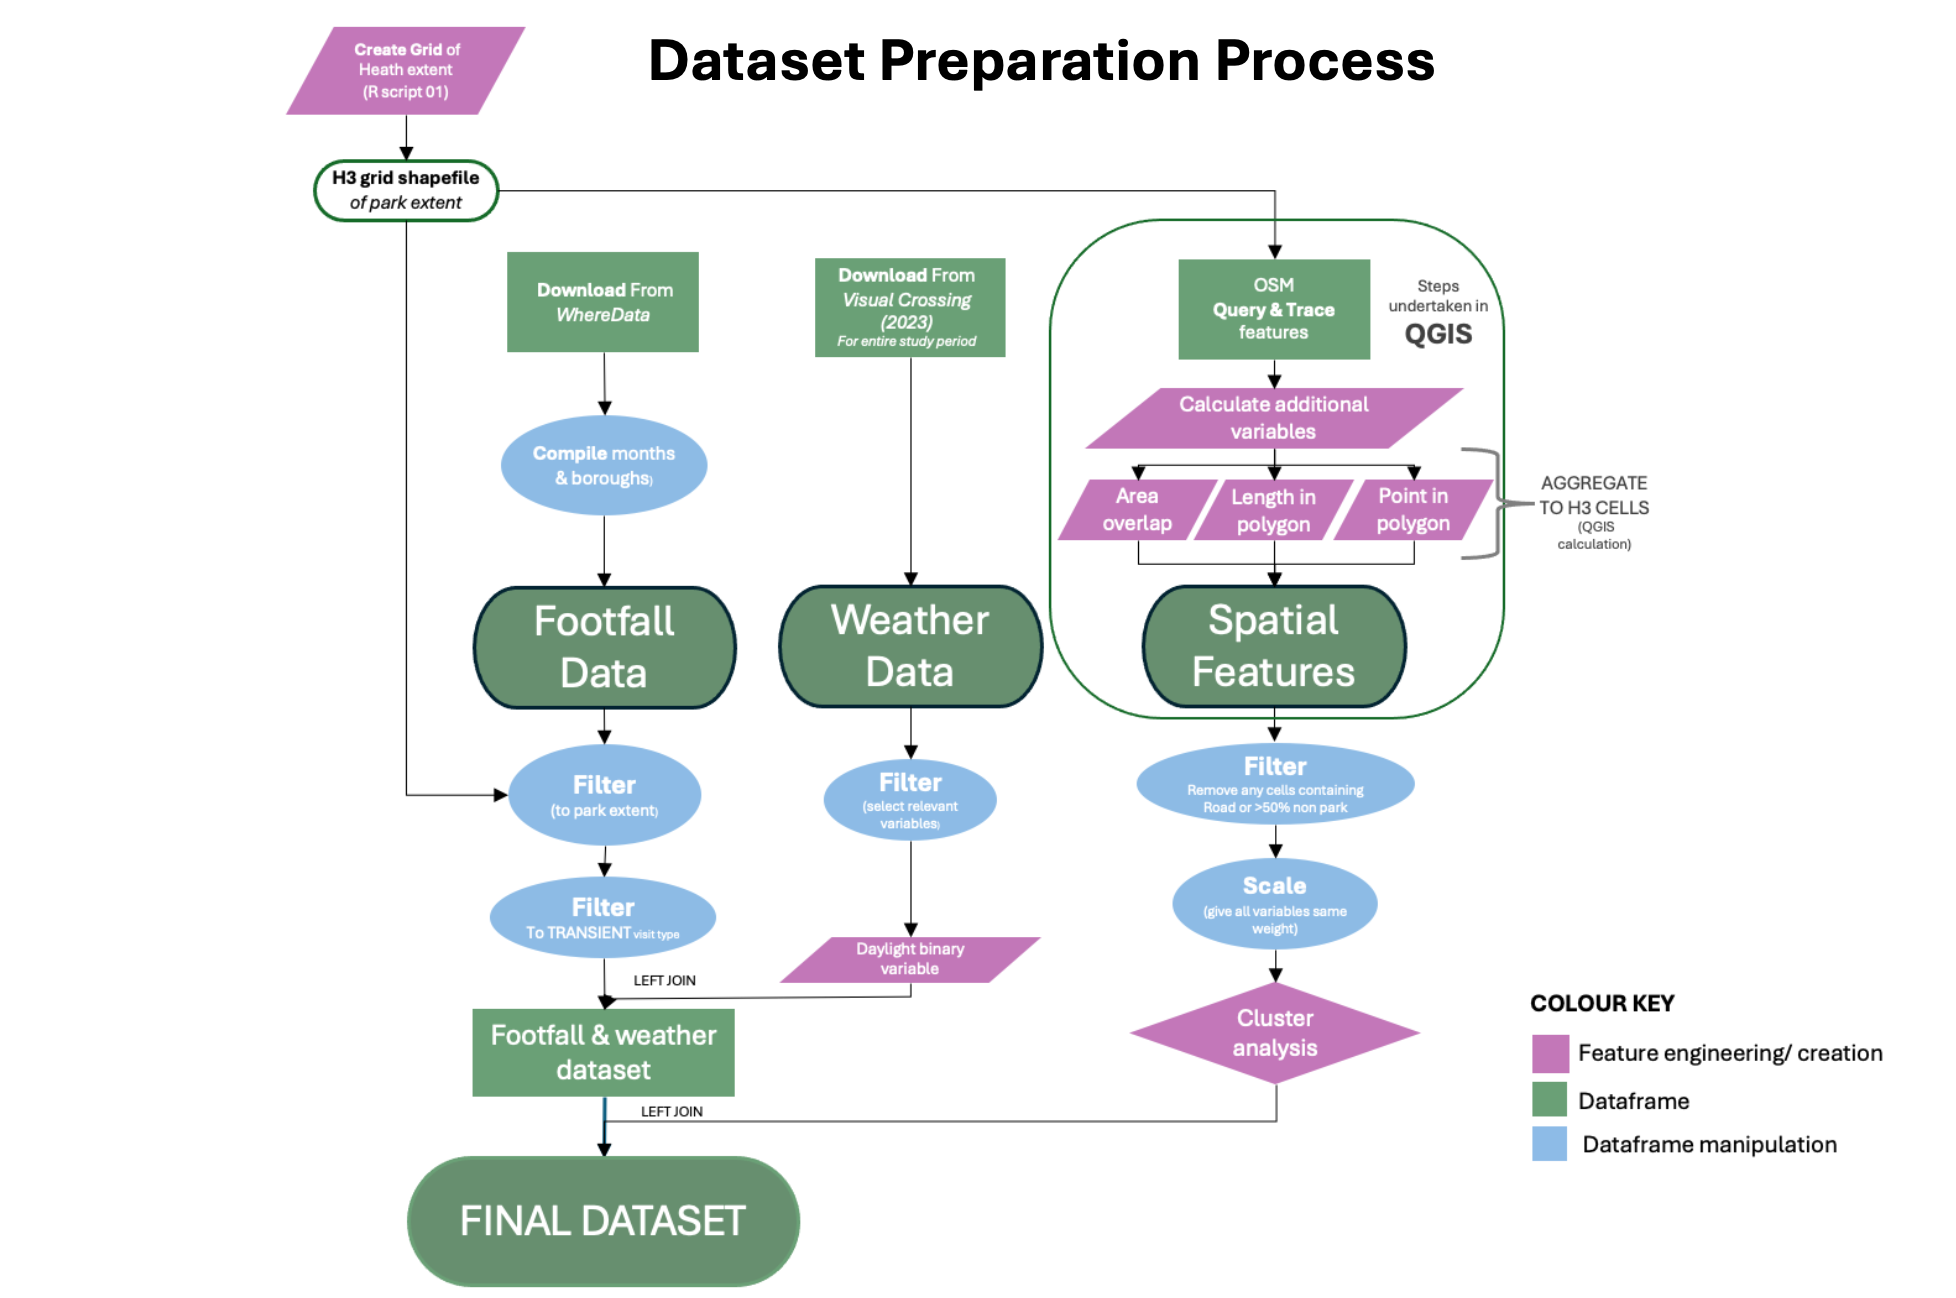 Dataset Preparation Process
Create Grid of
Heath extent
(R script 01)
H3 grid shapefile
of park extent
Download From
WhereData
Compile months
& boroughs)
Footfall
Data
Filter
(to park extent)
Filter
To TRANSIENT visit type
LEFT JOIN
Footfall & weather
dataset
LEFT JOIN
FINAL DATASET
Download From
Visual Crossing
(2023)
For entire study period
Weather
Data
Filter
(select relevant
variables)
Daylight binary
variable
OSM
Query & Trace
features
Steps
undertaken in
QGIS
Calculate additional
variables
Area
overlap
Length in
polygon
Point in
polygon
AGGREGATE
TO H3 CELLS
(QGIS
calculation)
Spatial
Features
Filter
Remove any cells containing
Road or >50% non park
Scale
(give all variables same
weight)
Cluster
analysis
COLOUR KEY
Feature engineering/ creation
Dataframe
Dataframe manipulation